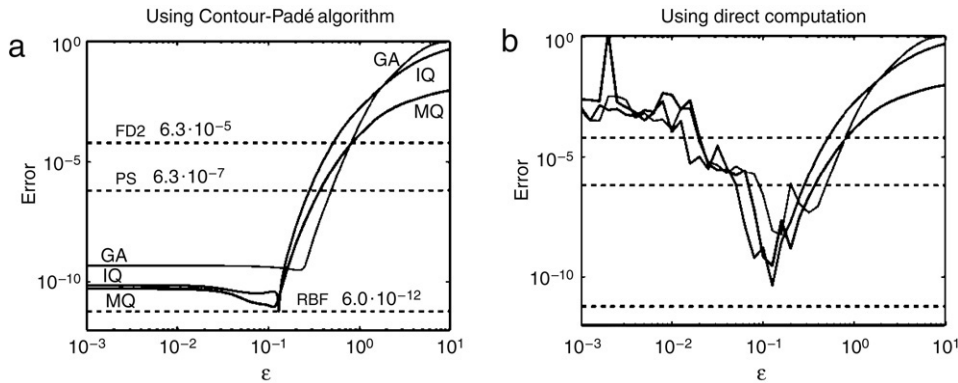 Using Contour-Padé algorithm
a
10^0
GA
IQ
MQ
FD2 6.3·10^-5
10^-5
PS 6.3·10^-7
Error
GA
10^-10
IQ
MQ
RBF 6.0·10^-12
10^-3
10^-2
10^-1
10^0
10^1
ε
Using direct computation
b
10^0
GA
IQ
MQ
10^-5
Error
10^-10
10^-3
10^-2
10^-1
10^0
10^1
ε